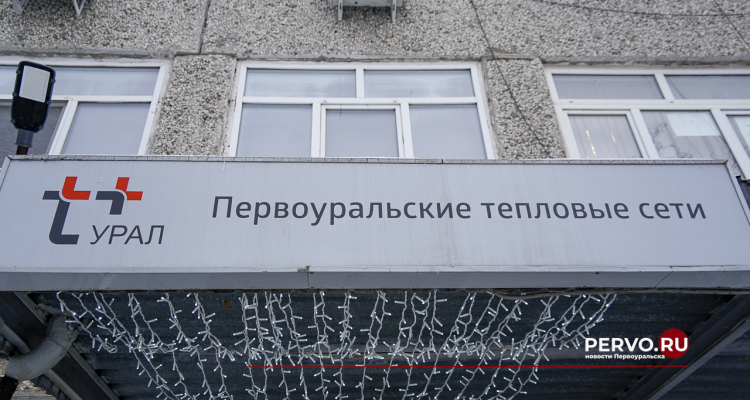 т+
УРАЛ
Первоуральские тепловые сети
PERVO.RU
новости Первоуральска